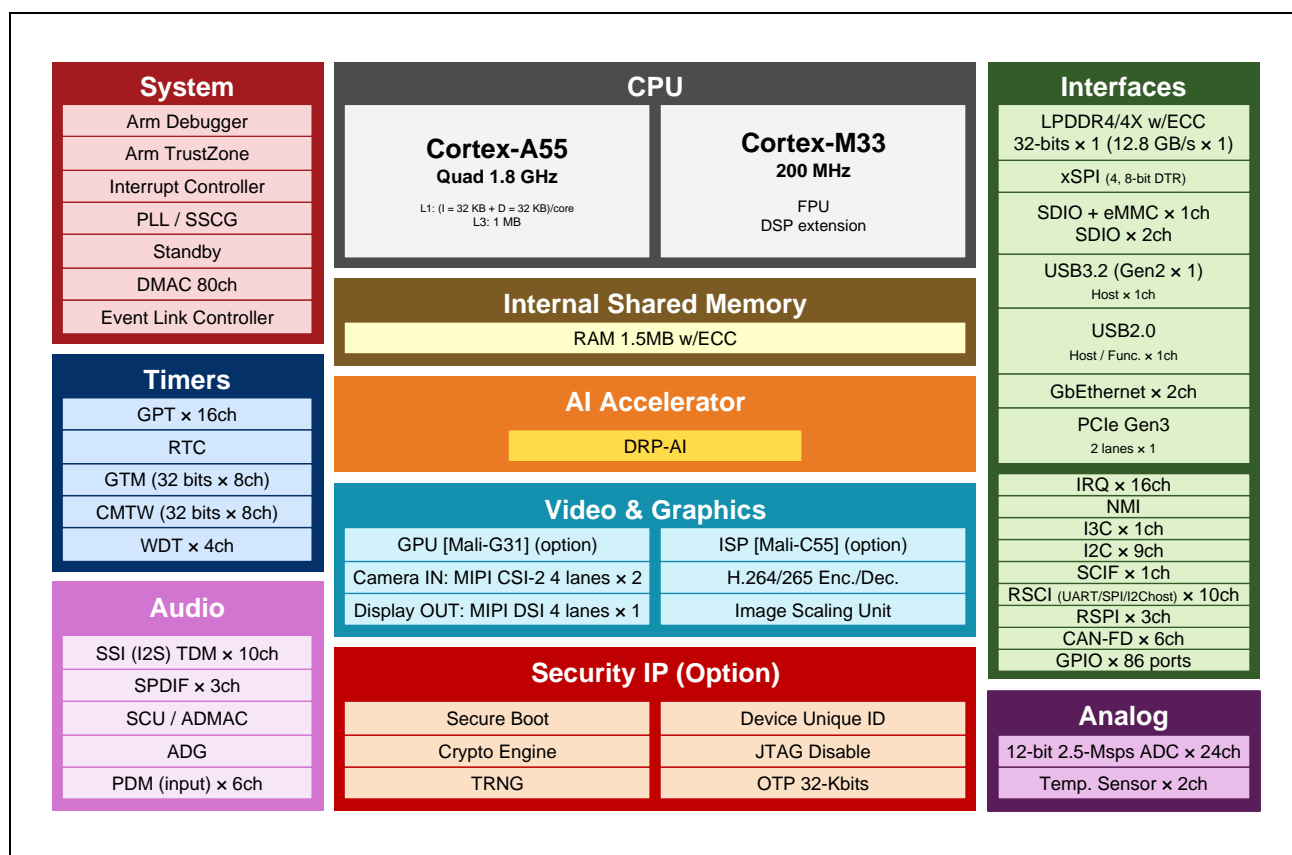 System
Arm Debugger
Arm TrustZone
Interrupt Controller
PLL / SSCG
Standby
DMAC 80ch
Event Link Controller
Timers
GPT × 16ch
RTC
GTM (32 bits × 8ch)
CMTW (32 bits × 8ch)
WDT × 4ch
Audio
SSI (I2S) TDM × 10ch
SPDIF × 3ch
SCU / ADMAC
ADG
PDM (input) × 6ch
CPU
Cortex-A55
Quad 1.8 GHz
L1: (I = 32 KB + D = 32 KB)/core
L3: 1 MB
Cortex-M33
200 MHz
FPU
DSP extension
Internal Shared Memory
RAM 1.5MB w/ECC
AI Accelerator
DRP-AI
Video & Graphics
GPU [Mali-G31] (option)
ISP [Mali-C55] (option)
Camera IN: MIPI CSI-2 4 lanes × 2
H.264/265 Enc./Dec.
Display OUT: MIPI DSI 4 lanes × 1
Image Scaling Unit
Security IP (Option)
Secure Boot
Device Unique ID
Crypto Engine
JTAG Disable
TRNG
OTP 32-Kbits
Interfaces
LPDDR4/4X w/ECC
32-bits × 1 (12.8 GB/s × 1)
xSPI (4, 8-bit DTR)
SDIO + eMMC × 1ch
SDIO × 2ch
USB3.2 (Gen2 × 1)
Host × 1ch
USB2.0
Host / Func. × 1ch
GbEthernet × 2ch
PCIe Gen3
2 lanes × 1
IRQ × 16ch
NMI
I3C × 1ch
I2C × 9ch
SCIF × 1ch
RSCI (UART/SPI/I2Chost) × 10ch
RSPI × 3ch
CAN-FD × 6ch
GPIO × 86 ports
Analog
12-bit 2.5-Msps ADC × 24ch
Temp. Sensor × 2ch